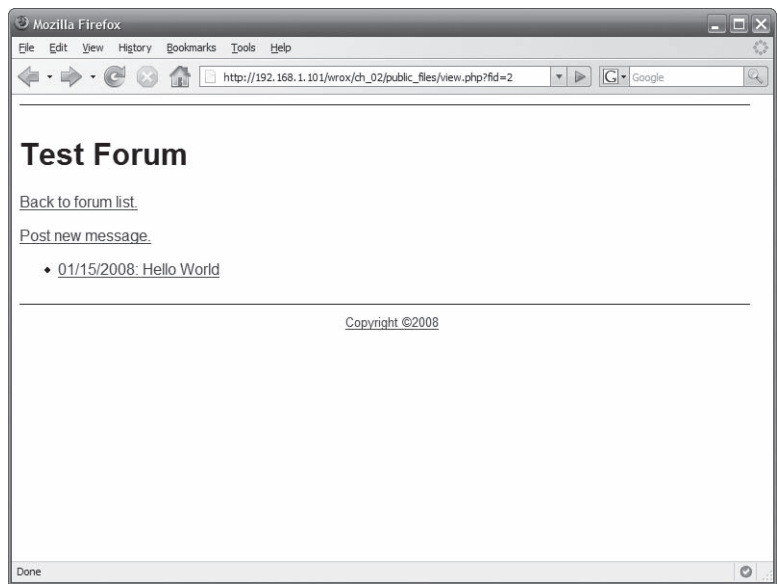 Mozilla Firefox
File Edit View History Bookmarks Tools Help
http://192.168.1.101/wrox/ch_02/public_files/view.php?fid=2 G Google
Test Forum
Back to forum list.
Post new message.
• 01/15/2008: Hello World
Copyright ©2008
Done